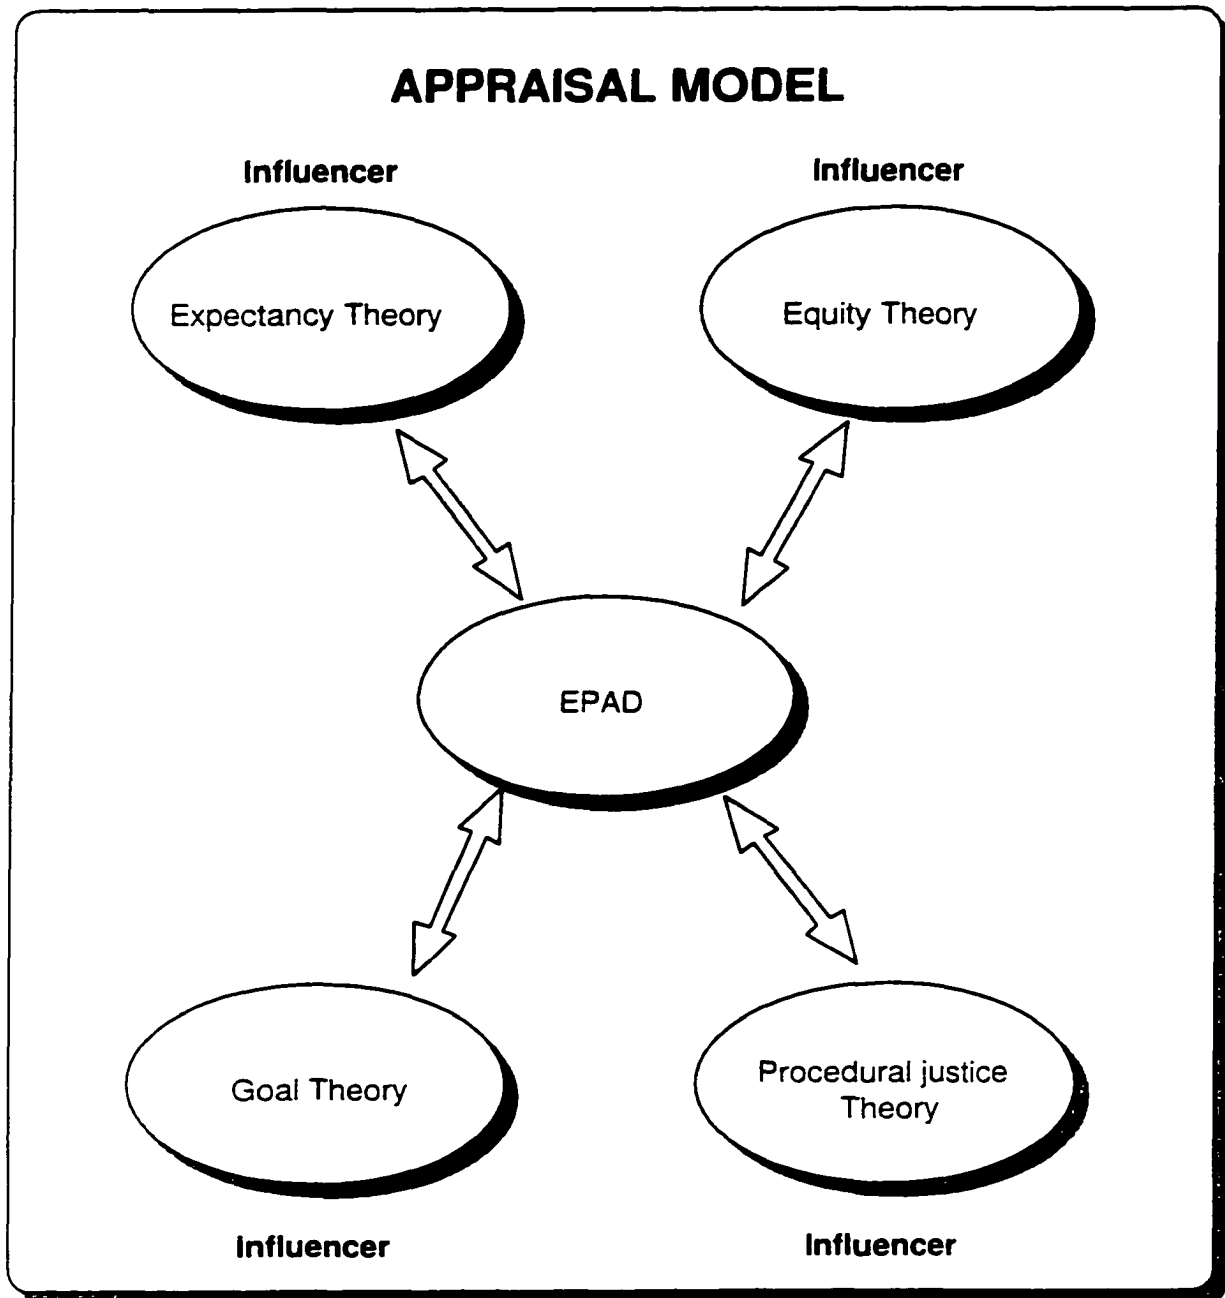 APPRAISAL MODEL
Influencer
Influencer
Expectancy Theory
Equity Theory
EPAD
Goal Theory
Procedural justice
Theory
Influencer
Influencer